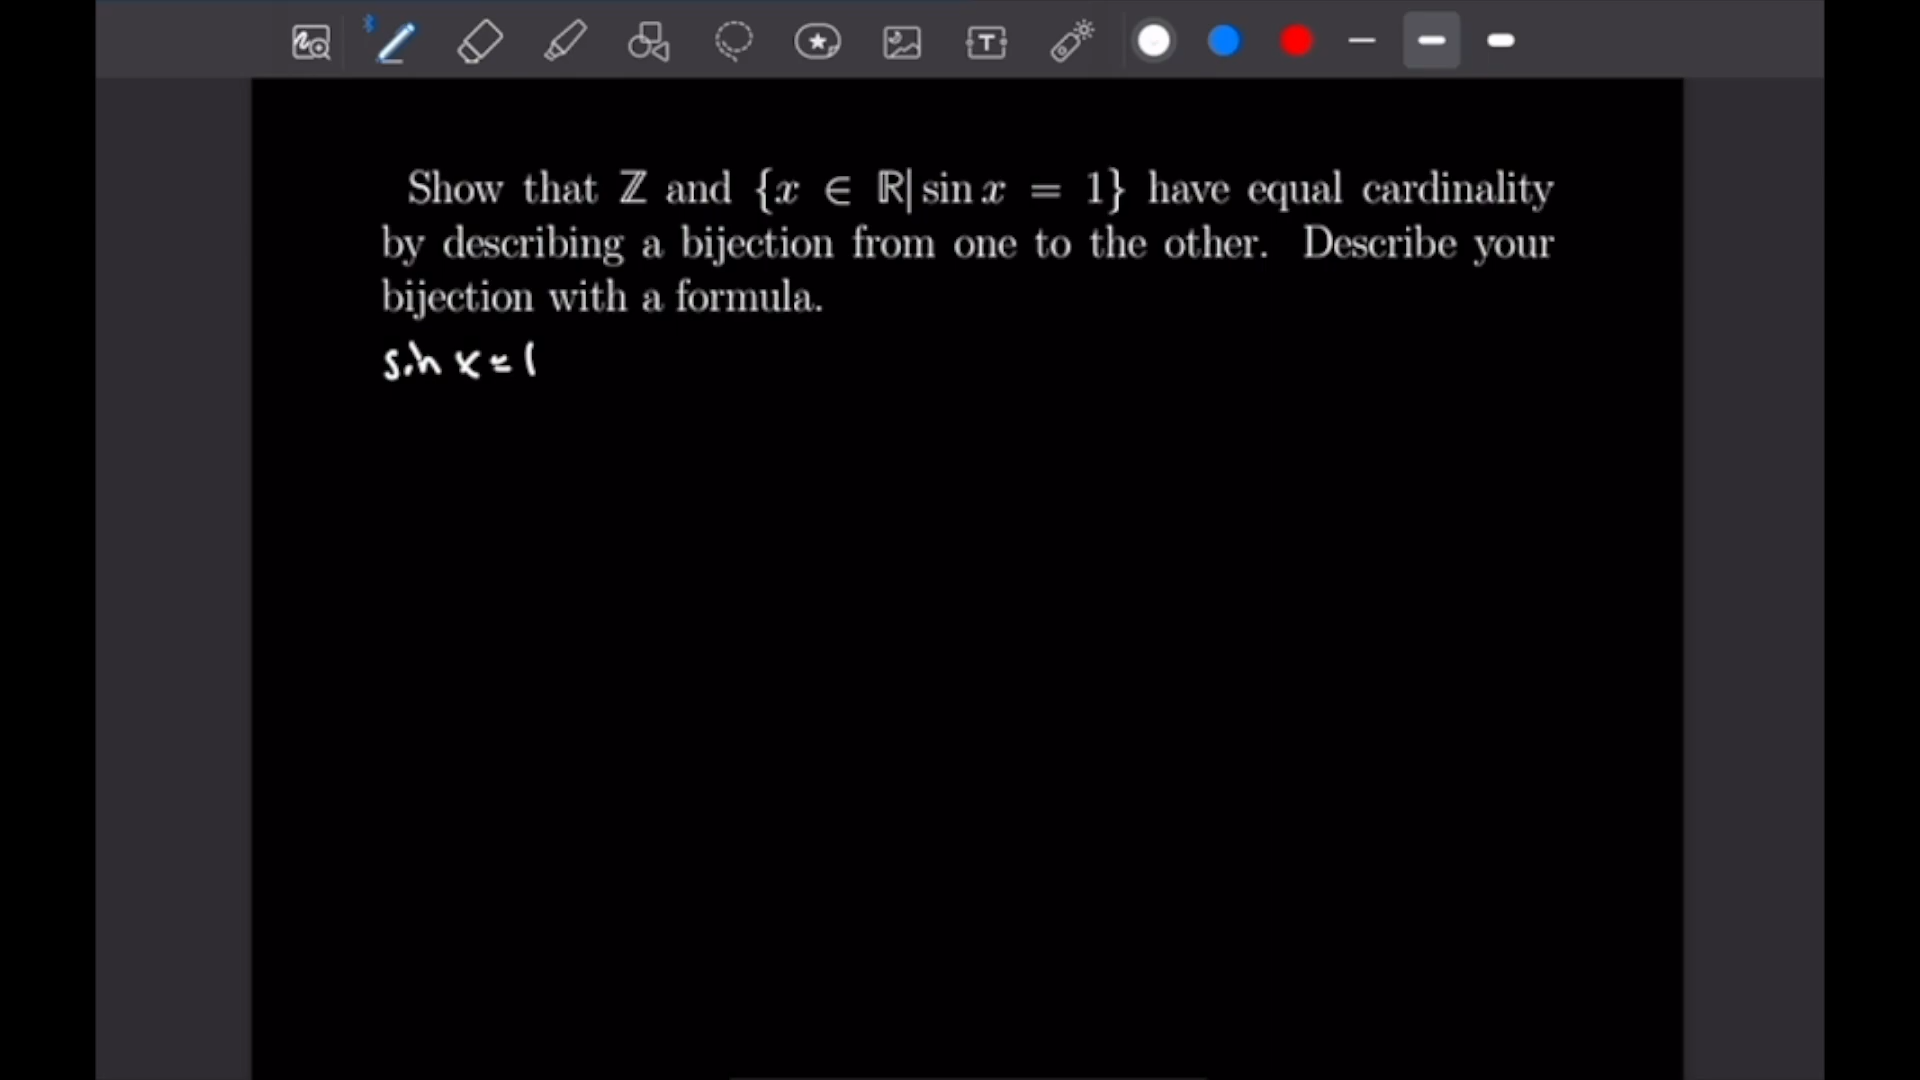 Show that ℤ and {x ∈ ℝ| sin x = 1} have equal cardinality
by describing a bijection from one to the other. Describe your
bijection with a formula.
sin x = 1